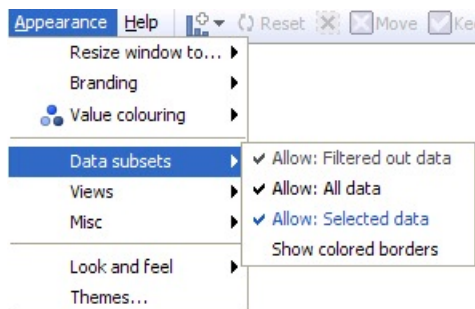 Appearance Help Reset Move Kee
Resize window to...
Branding
Value colouring
Data subsets
Allow: Filtered out data
Views
Allow: All data
Misc
Allow: Selected data
Show colored borders
Look and feel
Themes...